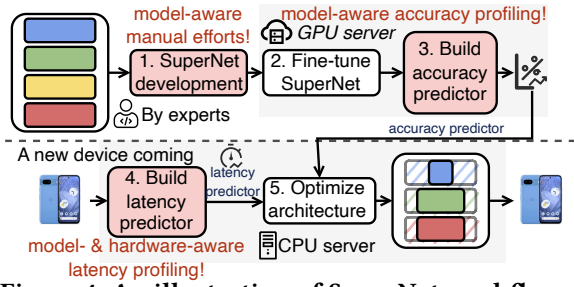 model-aware
manual efforts!
model-aware accuracy profiling!
GPU server
1. SuperNet
development
2. Fine-tune
SuperNet
3. Build
accuracy
predictor
%
By experts
accuracy predictor
A new device coming
4. Build
latency
predictor
latency
predictor
5. Optimize
architecture
CPU server
model- & hardware-aware
latency profiling!